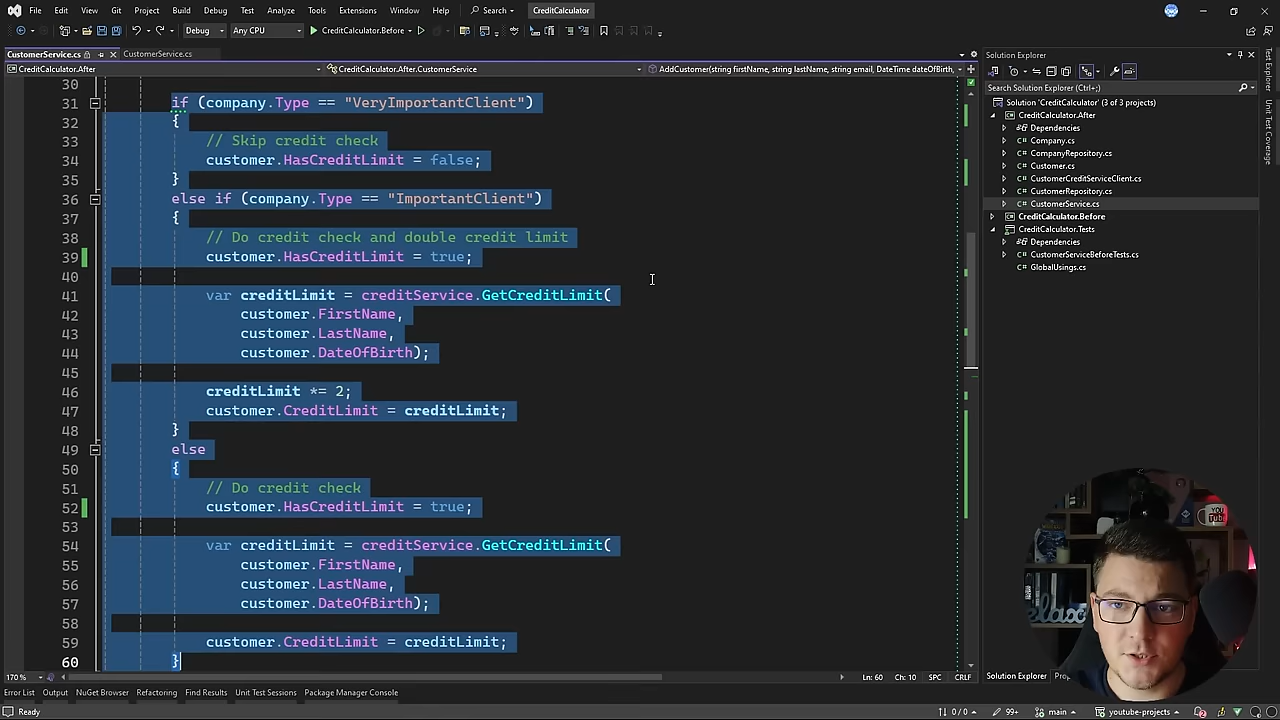 File Edit View Git Project Build Debug Test Analyze Tools Extensions Window Help Search CreditCalculator
Debug Any CPU CreditCalculator.Before
CustomerService.cs CustomerService.cs
CreditCalculator.After CreditCalculator.After.CustomerService AddCustomer(string firstName, string lastName, string email, DateTime dateOfBirth,
30
31 if (company.Type == "VeryImportantClient")
32 {
33 // Skip credit check
34 customer.HasCreditLimit = false;
35 }
36 else if (company.Type == "ImportantClient")
37 {
38 // Do credit check and double credit limit
39 customer.HasCreditLimit = true;
40
41 var creditLimit = creditService.GetCreditLimit(
42 customer.FirstName,
43 customer.LastName,
44 customer.DateOfBirth);
45
46 creditLimit *= 2;
47 customer.CreditLimit = creditLimit;
48 }
49 else
50 {
51 // Do credit check
52 customer.HasCreditLimit = true;
53
54 var creditLimit = creditService.GetCreditLimit(
55 customer.FirstName,
56 customer.LastName,
57 customer.DateOfBirth);
58
59 customer.CreditLimit = creditLimit;
60 }
170 % Ln: 60 Ch: 10 SPC CRLF
Error List Output NuGet Browser Refactoring Find Results Unit Test Sessions Package Manager Console
Ready 0 / 0 99+ main youtube-projects
Solution Explorer
Search Solution Explorer (Ctrl+;)
Solution 'CreditCalculator' (3 of 3 projects)
CreditCalculator.After
Dependencies
Company.cs
CompanyRepository.cs
Customer.cs
CustomerCreditServiceClient.cs
CustomerRepository.cs
CustomerService.cs
CreditCalculator.Before
CreditCalculator.Tests
Dependencies
CustomerServiceBeforeTests.cs
GlobalUsings.cs
Solution Explorer
Test Explorer
Unit Test Coverage
You
Tube